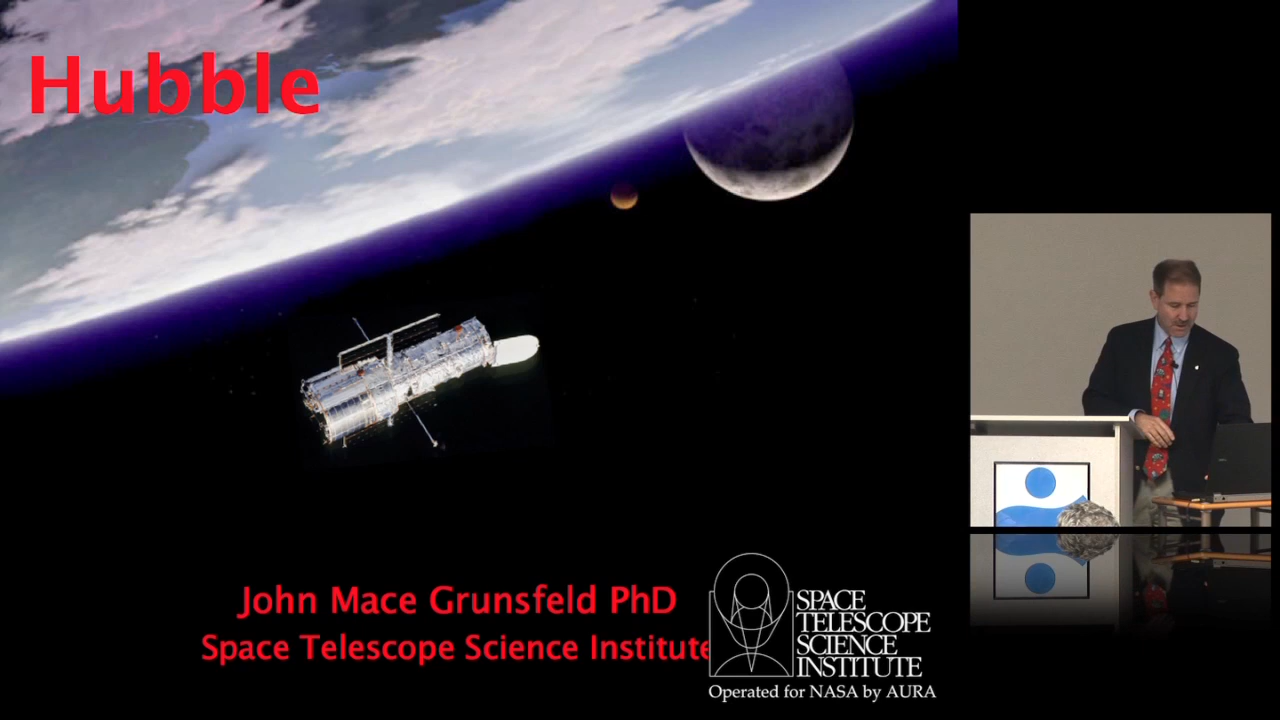 Hubble
John Mace Grunsfeld PhD
Space Telescope Science Institute
SPACE
TELESCOPE
SCIENCE
INSTITUTE
Operated for NASA by AURA